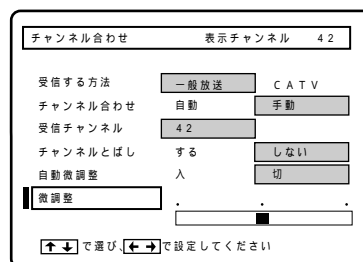 チャンネル合わせ 表示チャンネル 42
受信する方法 一般放送 CATV
チャンネル合わせ 自動 手動
受信チャンネル 42
チャンネルとばし する しない
自動微調整 入 切
微調整
↑↓で選び、←→で設定してください